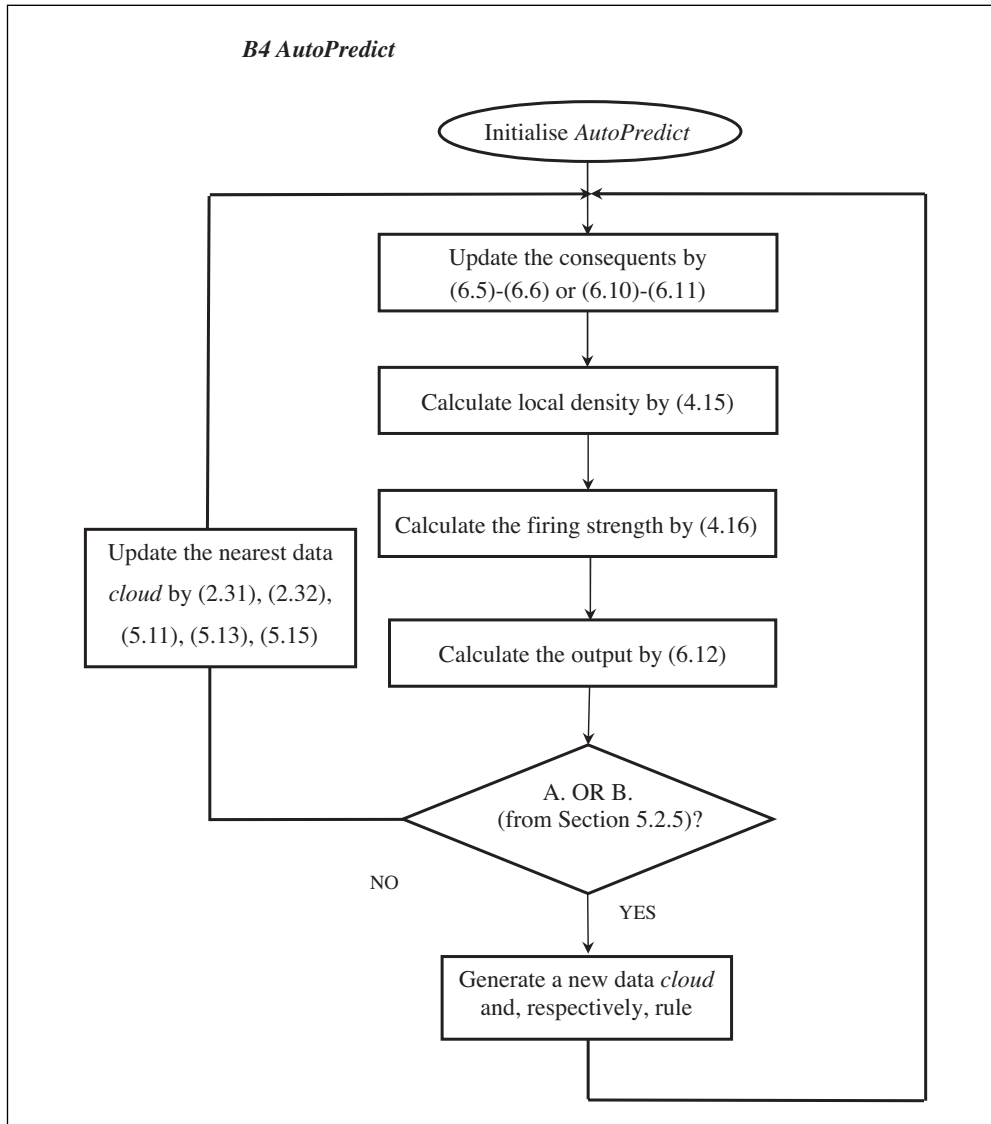 B4 AutoPredict
Initialise AutoPredict
Update the consequents by
(6.5)-(6.6) or (6.10)-(6.11)
Calculate local density by (4.15)
Calculate the firing strength by (4.16)
Update the nearest data
cloud by (2.31), (2.32),
(5.11), (5.13), (5.15)
Calculate the output by (6.12)
A. OR B.
(from Section 5.2.5)?
NO
YES
Generate a new data cloud
and, respectively, rule